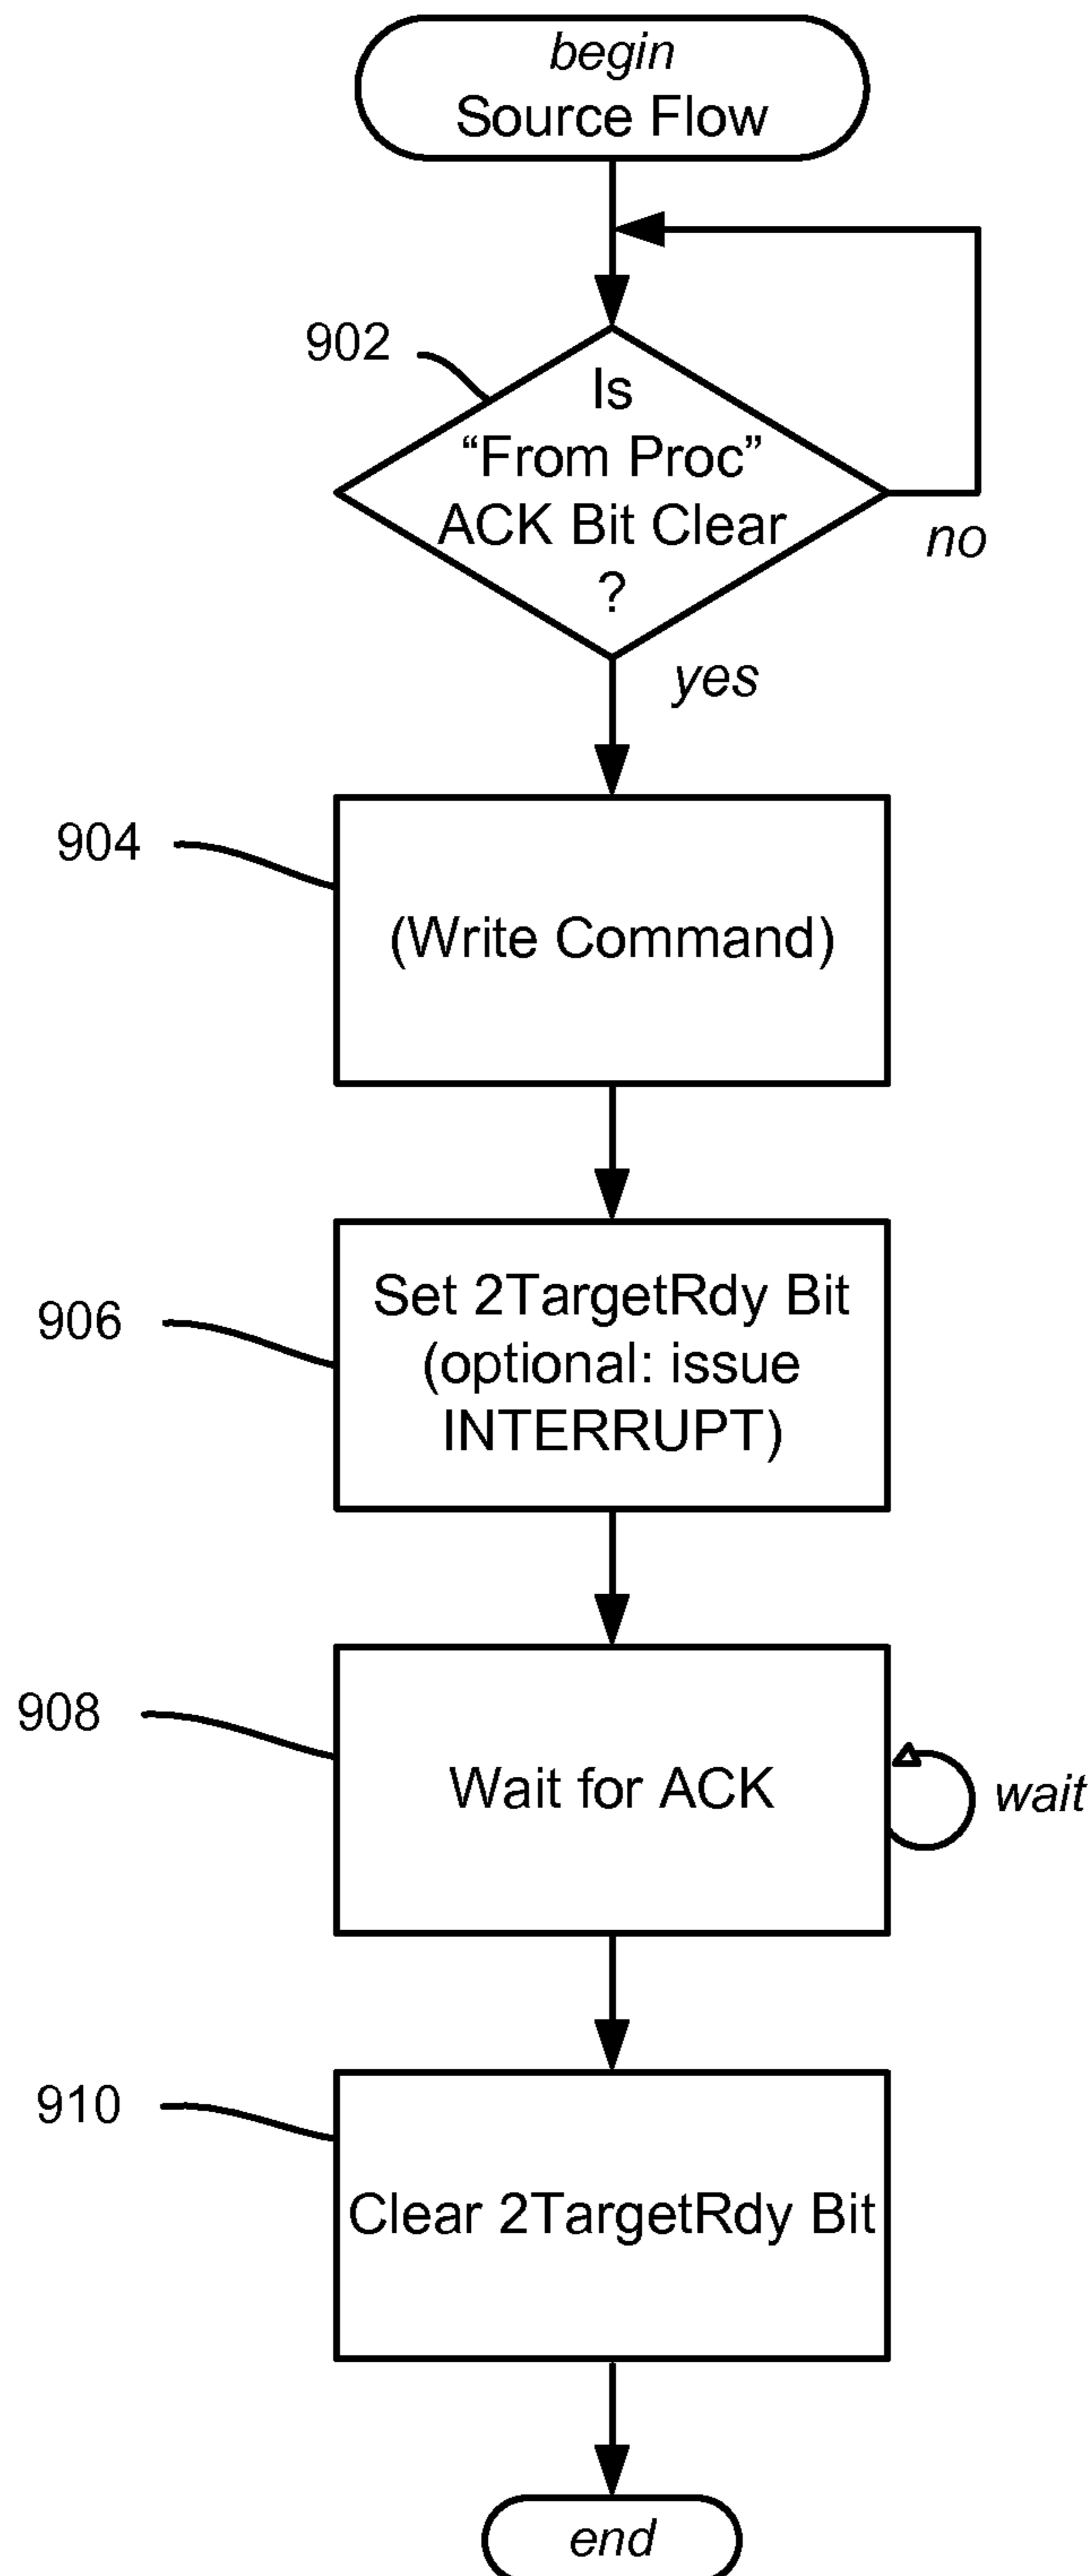 begin
Source Flow
902
Is
“From Proc”
ACK Bit Clear
?
no
yes
904
(Write Command)
906
Set 2TargetRdy Bit
(optional: issue
INTERRUPT)
908
Wait for ACK
wait
910
Clear 2TargetRdy Bit
end